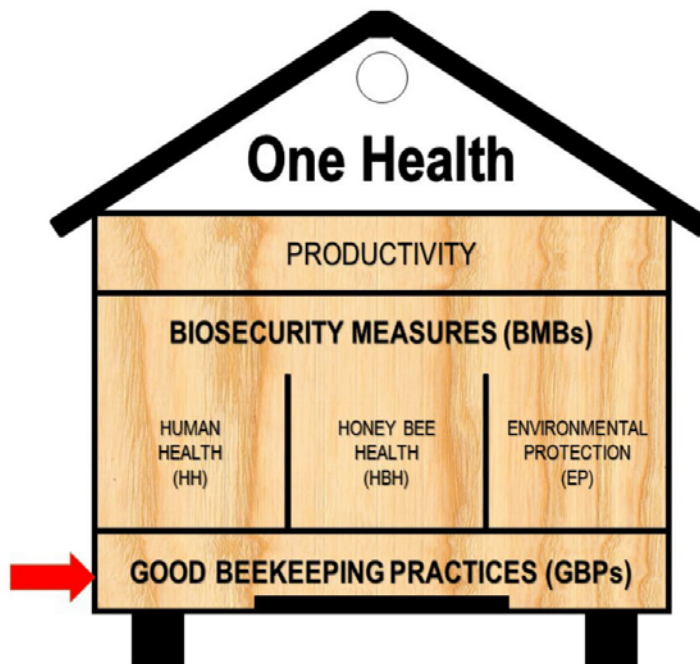 One Health
PRODUCTIVITY
BIOSECURITY MEASURES (BMBs)
HUMAN
HEALTH
(HH)
HONEY BEE
HEALTH
(HBH)
ENVIRONMENTAL
PROTECTION
(EP)
GOOD BEEKEEPING PRACTICES (GBPs)